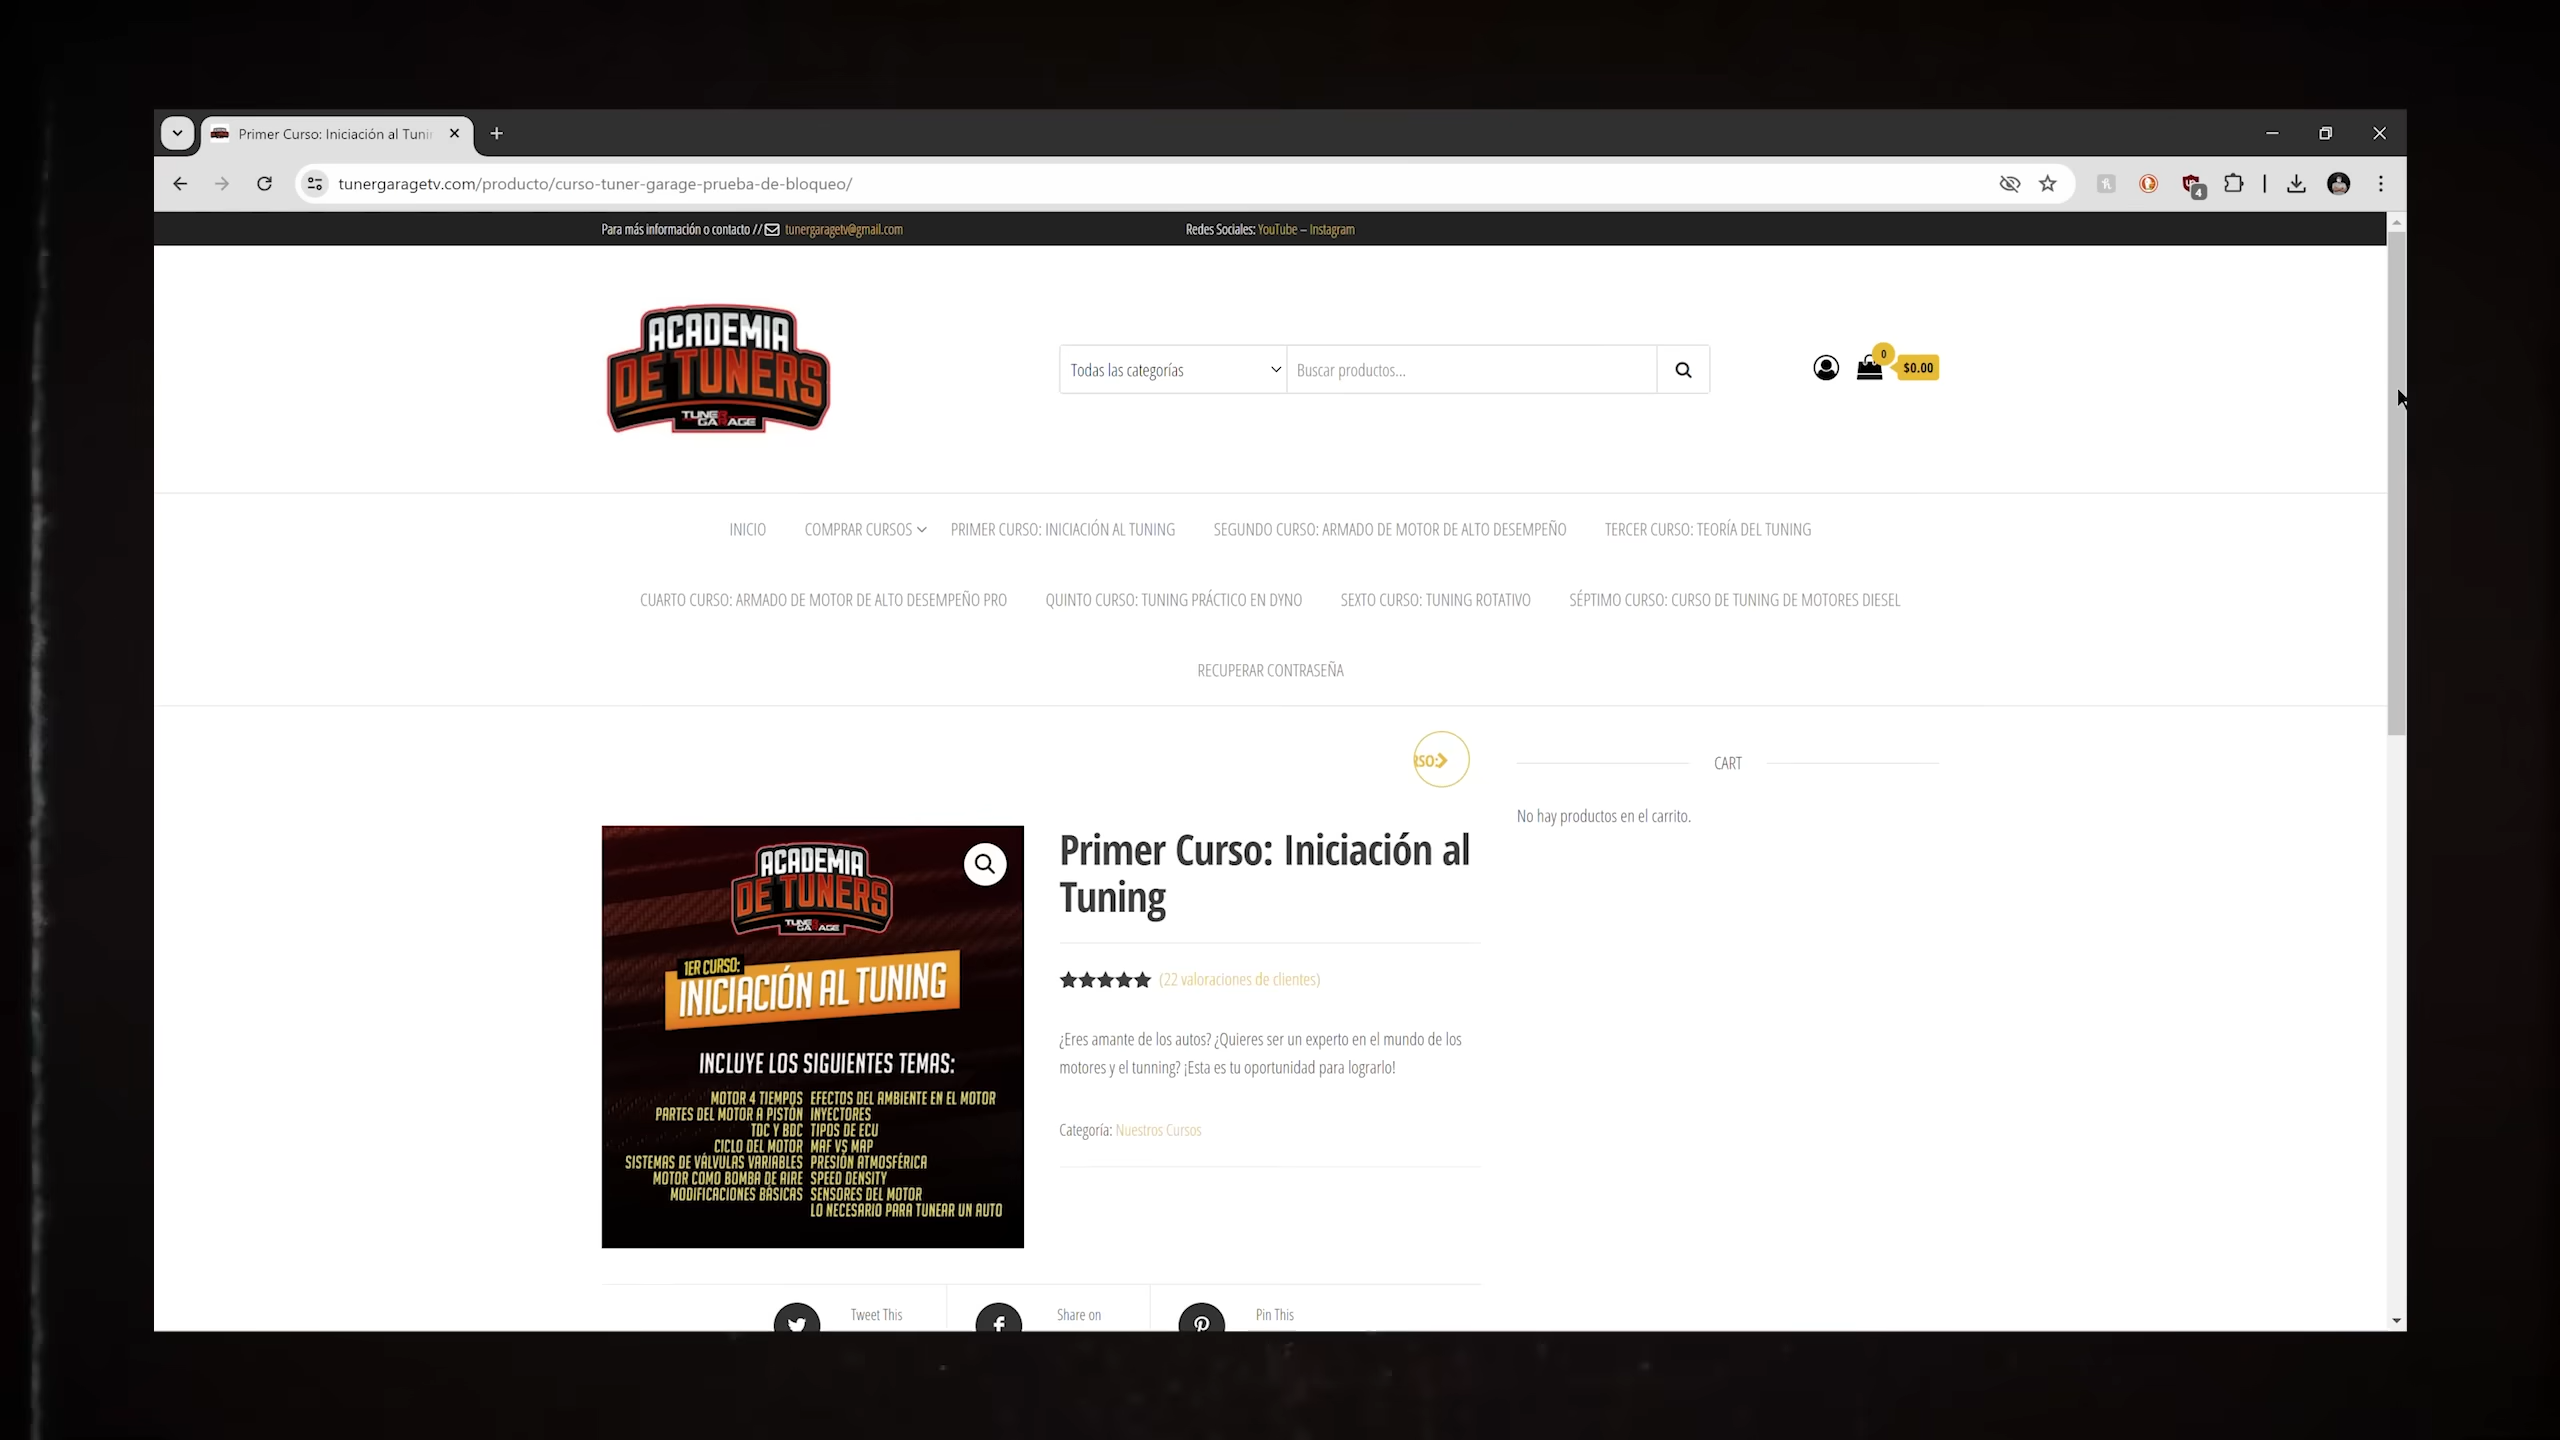 Primer Curso: Iniciación al Tuni
tunergaragetv.com/producto/curso-tuner-garage-prueba-de-bloqueo/
4
Para más información o contacto // tunergaragetv@gmail.com
Redes Sociales: YouTube – Instagram
ACADEMIA
DE TUNERS
TUNER
GARAGE
Todas las categorías
Buscar productos...
0
$0.00
INICIO
COMPRAR CURSOS
PRIMER CURSO: INICIACIÓN AL TUNING
SEGUNDO CURSO: ARMADO DE MOTOR DE ALTO DESEMPEÑO
TERCER CURSO: TEORÍA DEL TUNING
CUARTO CURSO: ARMADO DE MOTOR DE ALTO DESEMPEÑO PRO
QUINTO CURSO: TUNING PRÁCTICO EN DYNO
SEXTO CURSO: TUNING ROTATIVO
SÉPTIMO CURSO: CURSO DE TUNING DE MOTORES DIESEL
RECUPERAR CONTRASEÑA
RSO:
CART
No hay productos en el carrito.
ACADEMIA
DE TUNERS
TUNER
GARAGE
1ER CURSO:
INICIACIÓN AL TUNING
INCLUYE LOS SIGUIENTES TEMAS:
MOTOR 4 TIEMPOS
PARTES DEL MOTOR A PISTÓN
TDC Y BDC
CICLO DEL MOTOR
SISTEMAS DE VÁLVULAS VARIABLES
MOTOR COMO BOMBA DE AIRE
MODIFICACIONES BÁSICAS
EFECTOS DEL AMBIENTE EN EL MOTOR
INYECTORES
TIPOS DE ECU
MAF VS MAP
PRESIÓN ATMOSFÉRICA
SPEED DENSITY
SENSORES DEL MOTOR
LO NECESARIO PARA TUNEAR UN AUTO
Primer Curso: Iniciación al
Tuning
(22 valoraciones de clientes)
¿Eres amante de los autos? ¿Quieres ser un experto en el mundo de los
motores y el tunning? ¡Esta es tu oportunidad para lograrlo!
Categoría: Nuestros Cursos
Tweet This
Share on
Pin This